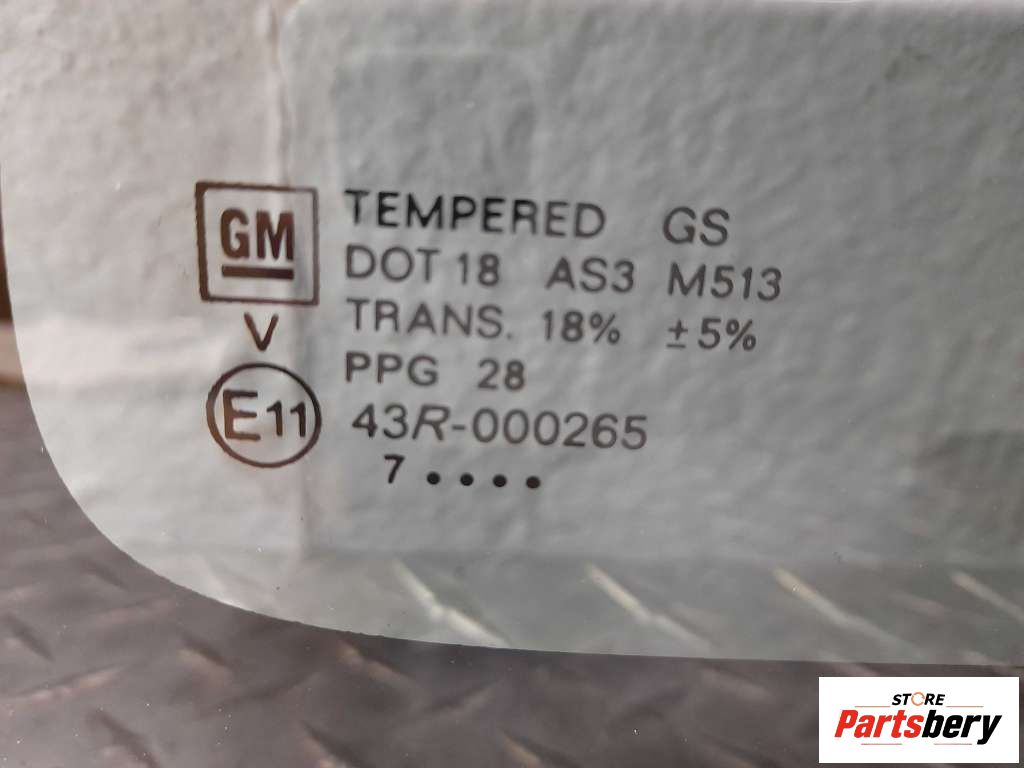 GM
TEMPERED GS
DOT 18 AS3 M513
TRANS. 18% ±5%
V
PPG 28
E11
43R-000265
7 • • • •
STORE
Partsbery